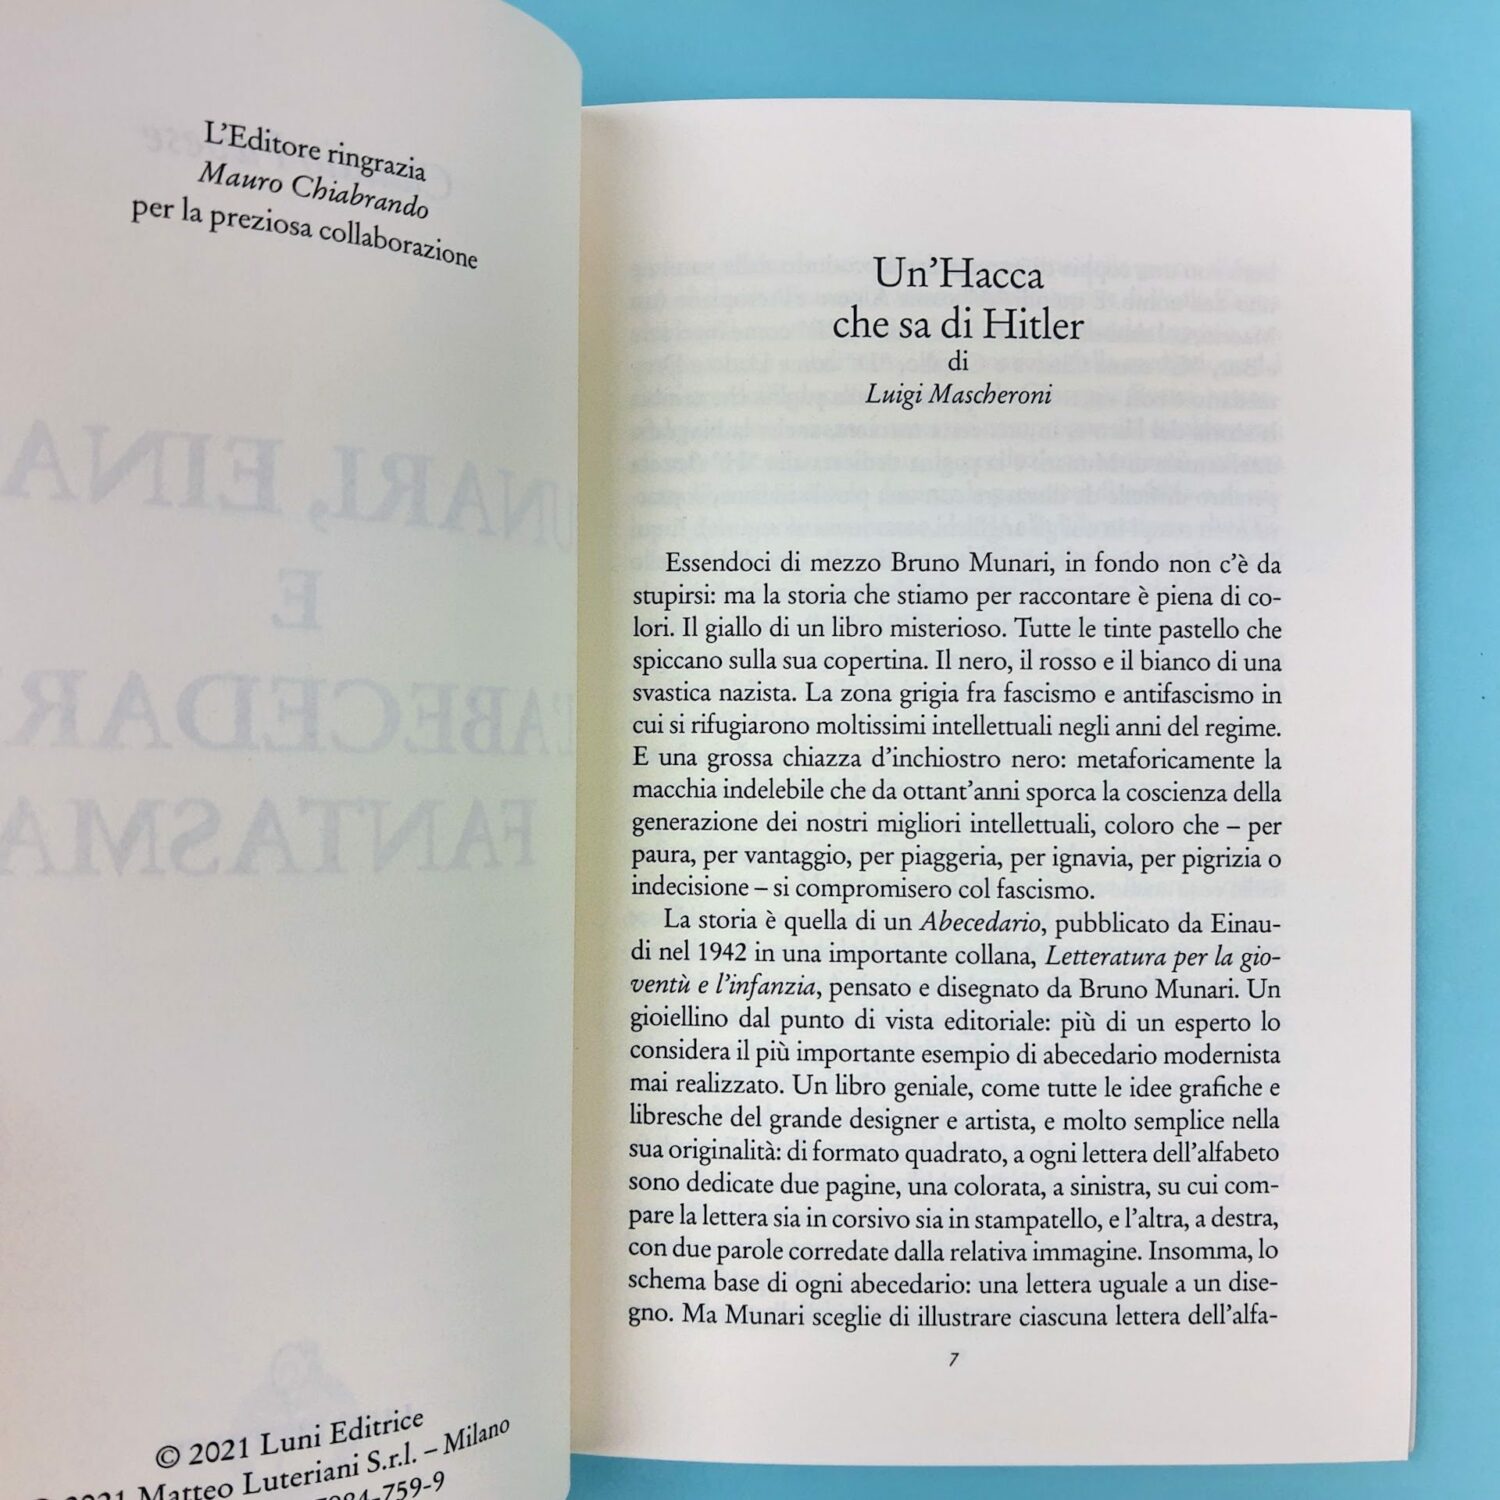 L'Editore ringrazia
Mauro Chiabrando
per la preziosa collaborazione
© 2021 Luni Editrice
2021 Matteo Luteriani S.r.l. – Milano
-759-9
Un'Hacca
che sa di Hitler
di
Luigi Mascheroni
Essendoci di mezzo Bruno Munari, in fondo non c'è da
stupirsi: ma la storia che stiamo per raccontare è piena di co-
lori. Il giallo di un libro misterioso. Tutte le tinte pastello che
spiccano sulla sua copertina. Il nero, il rosso e il bianco di una
svastica nazista. La zona grigia fra fascismo e antifascismo in
cui si rifugiarono moltissimi intellettuali negli anni del regime.
E una grossa chiazza d'inchiostro nero: metaforicamente la
macchia indelebile che da ottant'anni sporca la coscienza della
generazione dei nostri migliori intellettuali, coloro che – per
paura, per vantaggio, per piaggeria, per ignavia, per pigrizia o
indecisione – si compromisero col fascismo.
La storia è quella di un Abecedario, pubblicato da Einau-
di nel 1942 in una importante collana, Letteratura per la gio-
ventù e l'infanzia, pensato e disegnato da Bruno Munari. Un
gioiellino dal punto di vista editoriale: più di un esperto lo
considera il più importante esempio di abecedario modernista
mai realizzato. Un libro geniale, come tutte le idee grafiche e
libresche del grande designer e artista, e molto semplice nella
sua originalità: di formato quadrato, a ogni lettera dell'alfabeto
sono dedicate due pagine, una colorata, a sinistra, su cui com-
pare la lettera sia in corsivo sia in stampatello, e l'altra, a destra,
con due parole corredate dalla relativa immagine. Insomma, lo
schema base di ogni abecedario: una lettera uguale a un dise-
gno. Ma Munari sceglie di illustrare ciascuna lettera dell'alfa-
7